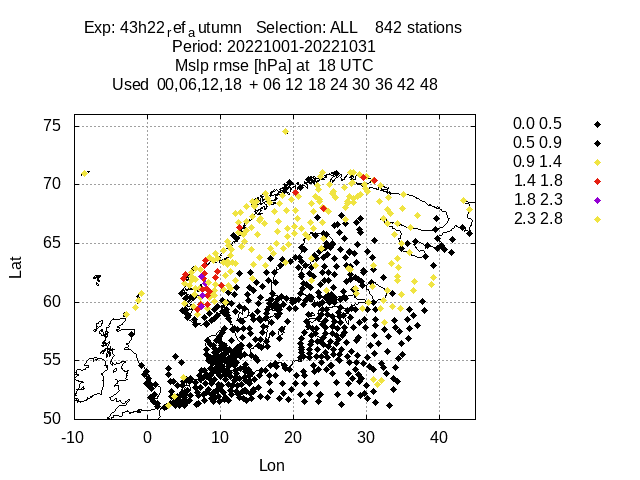 Exp: 43h22ref autumn Selection: ALL 842 stations
Period: 20221001-20221031
Mslp rmse [hPa] at 18 UTC
Used 00,06,12,18 + 06 12 18 24 30 36 42 48
0.0 0.5
0.5 0.9
0.9 1.4
1.4 1.8
1.8 2.3
2.3 2.8
75
70
65
60
55
50
Lat
-10 0 10 20 30 40
Lon